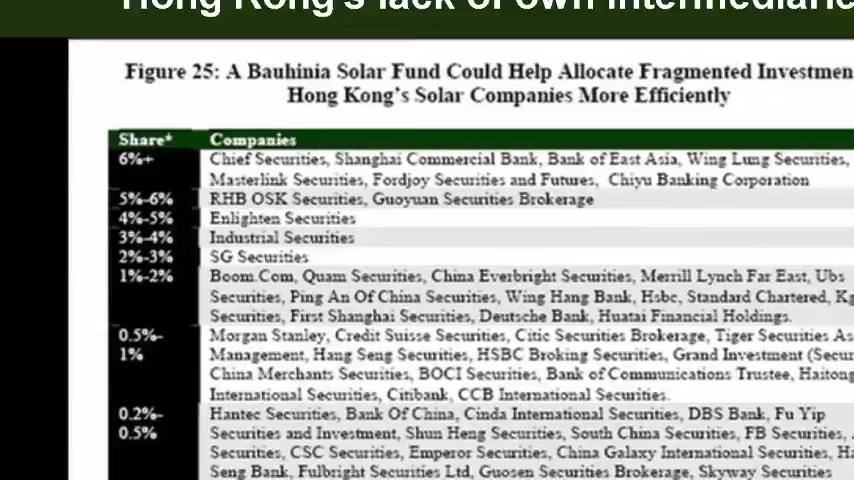 Hong Kong's lack of own intermediarie
Figure 25: A Bauhinia Solar Fund Could Help Allocate Fragmented Investmen
Hong Kong's Solar Companies More Efficiently
Share* Companies
6%+ Chief Securities, Shanghai Commercial Bank, Bank of East Asia, Wing Lung Securities,
Masterlink Securities, Fordjoy Securities and Futures, Chiyu Banking Corporation
5%-6% RHB OSK Securities, Guoyuan Securities Brokerage
4%-5% Enlighten Securities
3%-4% Industrial Securities
2%-3% SG Securities
1%-2% Boom.Com, Quam Securities, China Everbright Securities, Merrill Lynch Far East, Ubs
Securities, Ping An Of China Securities, Wing Hang Bank, Hsbc, Standard Chartered, Kg
Securities, First Shanghai Securities, Deutsche Bank, Huatai Financial Holdings.
0.5%- Morgan Stanley, Credit Suisse Securities, Citic Securities Brokerage, Tiger Securities As
1% Management, Hang Seng Securities, HSBC Broking Securities, Grand Investment (Secur
China Merchants Securities, BOCI Securities, Bank of Communications Trustee, Haitong
International Securities, Citibank, CCB International Securities.
0.2%- Hantec Securities, Bank Of China, Cinda International Securities, DBS Bank, Fu Yip
0.5% Securities and Investment, Shun Heng Securities, South China Securities, FB Securities,
Securities, CSC Securities, Emperor Securities, China Galaxy International Securities, Ha
Seng Bank, Fulbright Securities Ltd, Guosen Securities Brokerage, Skyway Securities